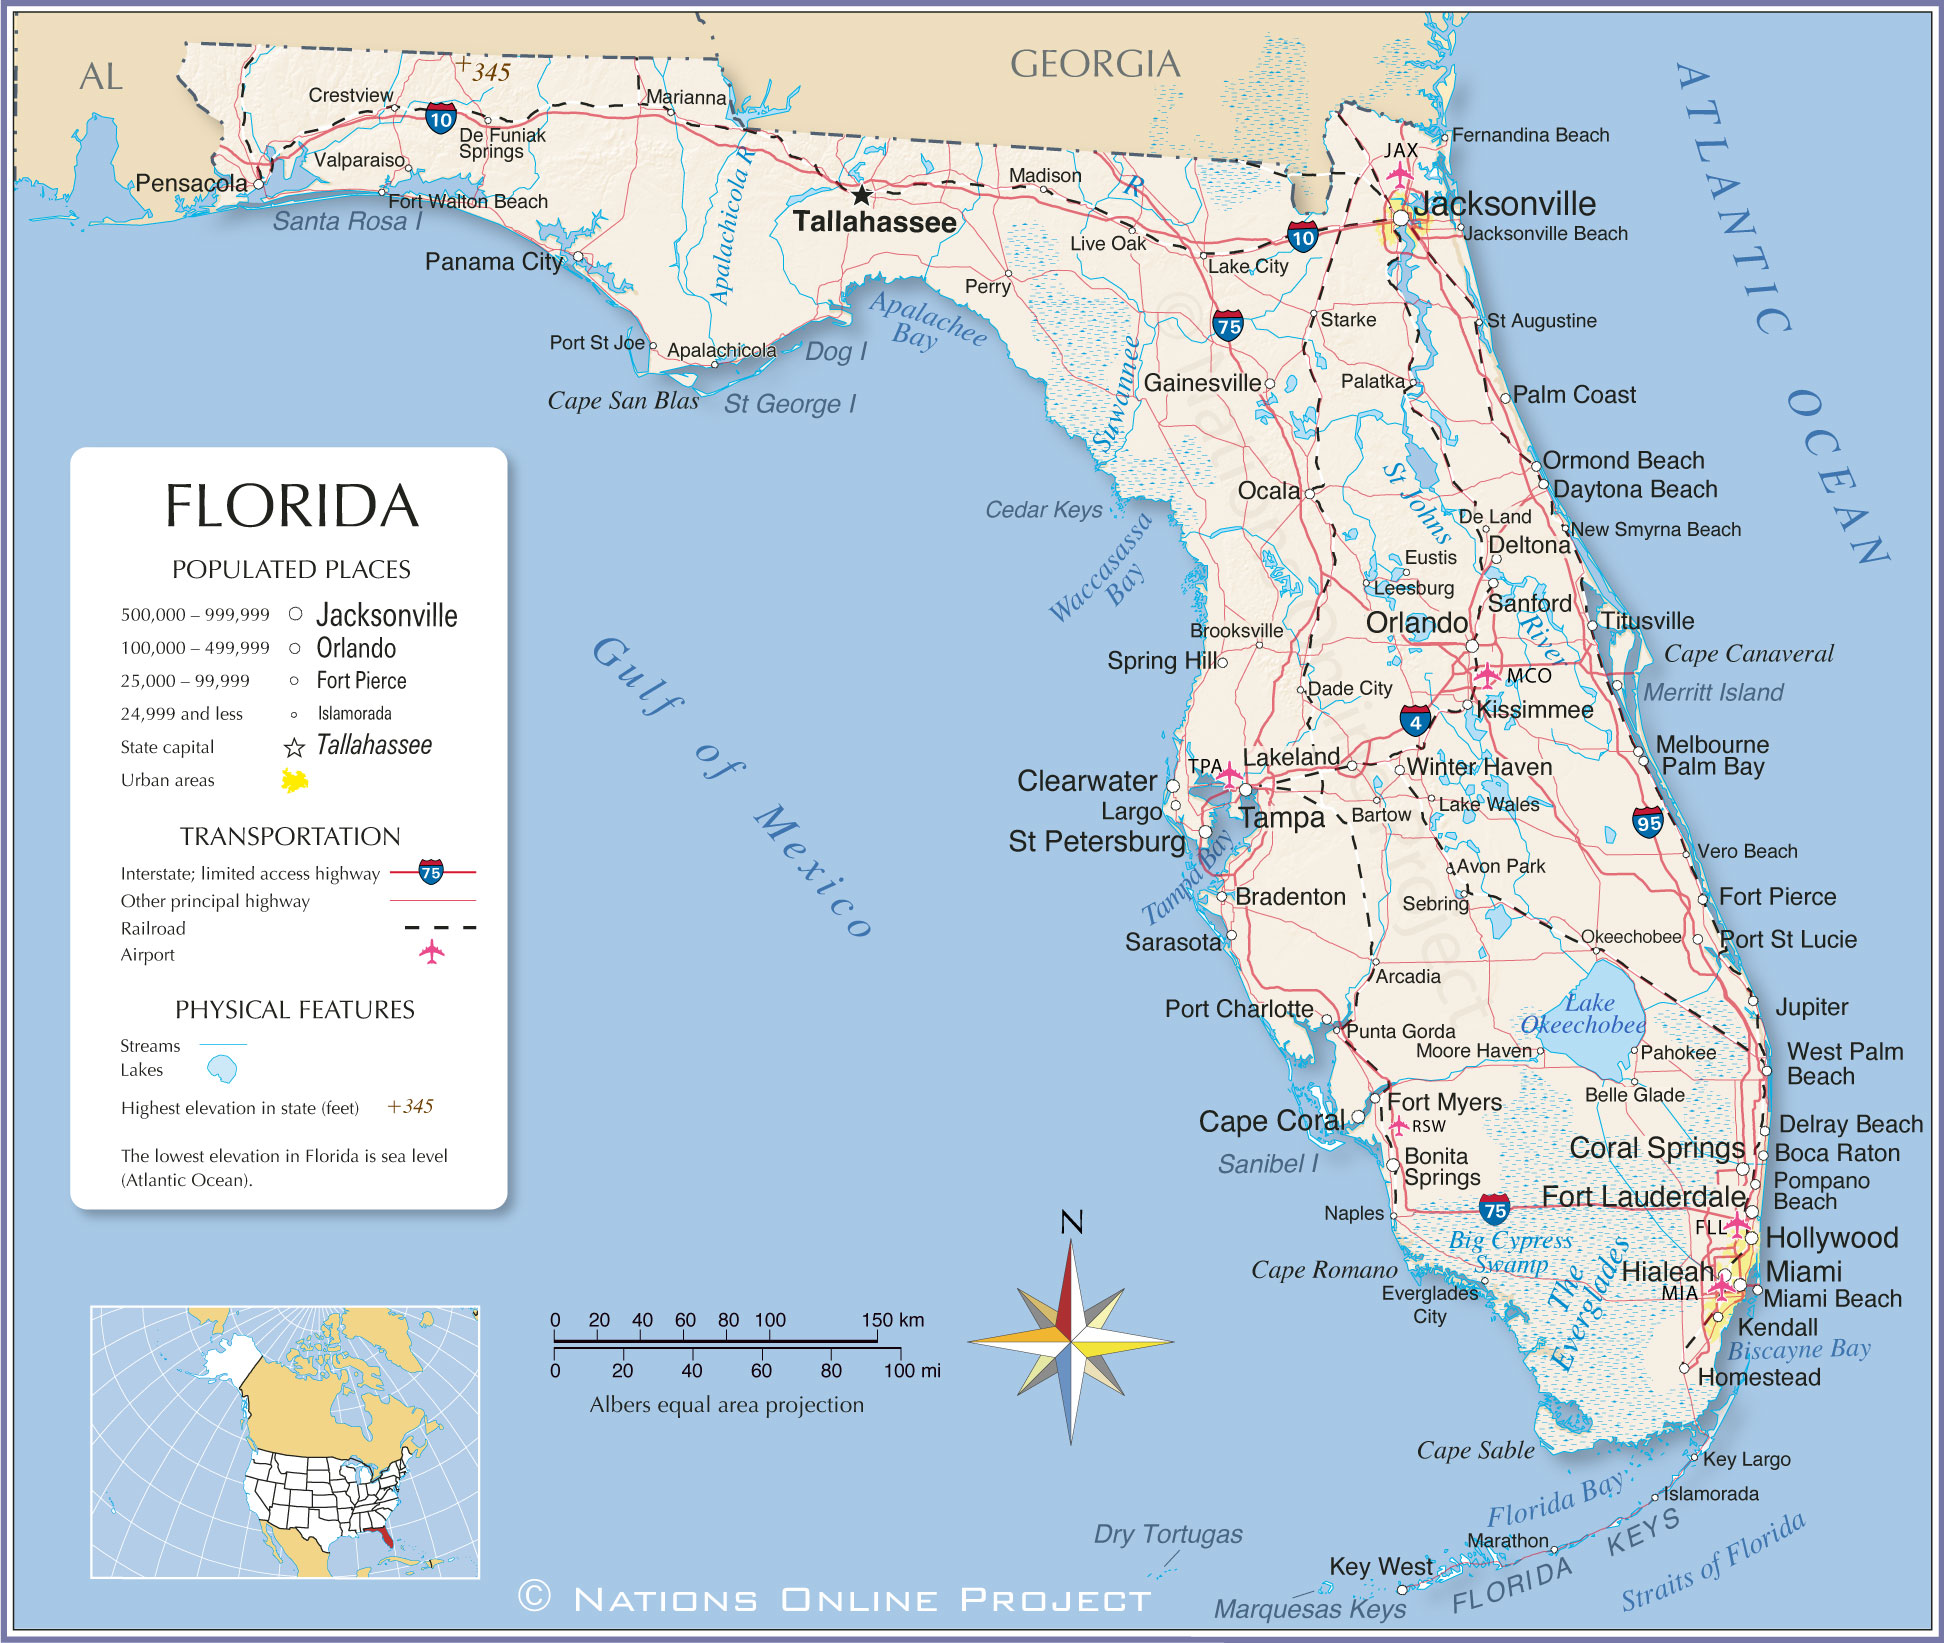 AL
GEORGIA
+345
Crestview
10
De Funiak
Springs
Marianna
Valparaiso
Pensacola
Fort Walton Beach
Santa Rosa I
Panama City
Apalachicola R
Tallahassee
Madison
R
Live Oak
10
Lake City
Perry
JAX
Fernandina Beach
Jacksonville
Jacksonville Beach
ATLANTIC OCEAN
Port St Joe
Apalachicola
Dog I
Apalachee
Bay
Cape San Blas
St George I
75
Starke
St Augustine
Suwannee
Gainesville
Palatka
Palm Coast
Ormond Beach
Daytona Beach
Ocala
St Johns
River
Cedar Keys
Waccasassa
Bay
De Land
New Smyrna Beach
Deltona
Eustis
Leesburg
Sanford
Orlando
Titusville
Brooksville
Spring Hill
Cape Canaveral
MCO
Dade City
Merritt Island
Kissimmee
4
Gulf of Mexico
Lakeland
TPA
Winter Haven
Melbourne
Palm Bay
Clearwater
Largo
Tampa
Bartow
Lake Wales
95
St Petersburg
Tampa Bay
Vero Beach
Avon Park
Bradenton
Sebring
Fort Pierce
Sarasota
Okeechobee
Port St Lucie
Arcadia
Port Charlotte
Lake
Okeechobee
Jupiter
Punta Gorda
Moore Haven
Pahokee
West Palm
Beach
Belle Glade
Fort Myers
Cape Coral
RSW
Delray Beach
Coral Springs
Boca Raton
Sanibel I
Bonita
Springs
Pompano
Beach
Fort Lauderdale
Naples
75
FLL
Big Cypress
Swamp
Hollywood
Cape Romano
The
Everglades
Hialeah
Miami
MIA
Everglades
City
Miami Beach
Kendall
Biscayne Bay
Homestead
Cape Sable
Key Largo
Florida Bay
Islamorada
Dry Tortugas
Marathon
FLORIDA KEYS
Straits of Florida
Key West
Marquesas Keys
FLORIDA
POPULATED PLACES
500,000 – 999,999 Jacksonville
100,000 – 499,999 Orlando
25,000 – 99,999 Fort Pierce
24,999 and less Islamorada
State capital Tallahassee
Urban areas
TRANSPORTATION
Interstate; limited access highway 75
Other principal highway
Railroad
Airport
PHYSICAL FEATURES
Streams
Lakes
Highest elevation in state (feet) +345
The lowest elevation in Florida is sea level
(Atlantic Ocean).
N
0 20 40 60 80 100 150 km
0 20 40 60 80 100 mi
Albers equal area projection
© NATIONS ONLINE PROJECT
© Nations Online Project